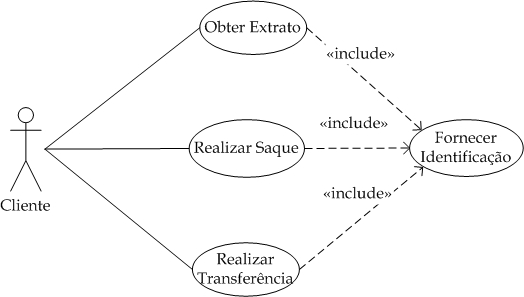 Obter Extrato
«include»
«include»
Fornecer
Identificação
Realizar Saque
«include»
Cliente
Realizar
Transferência